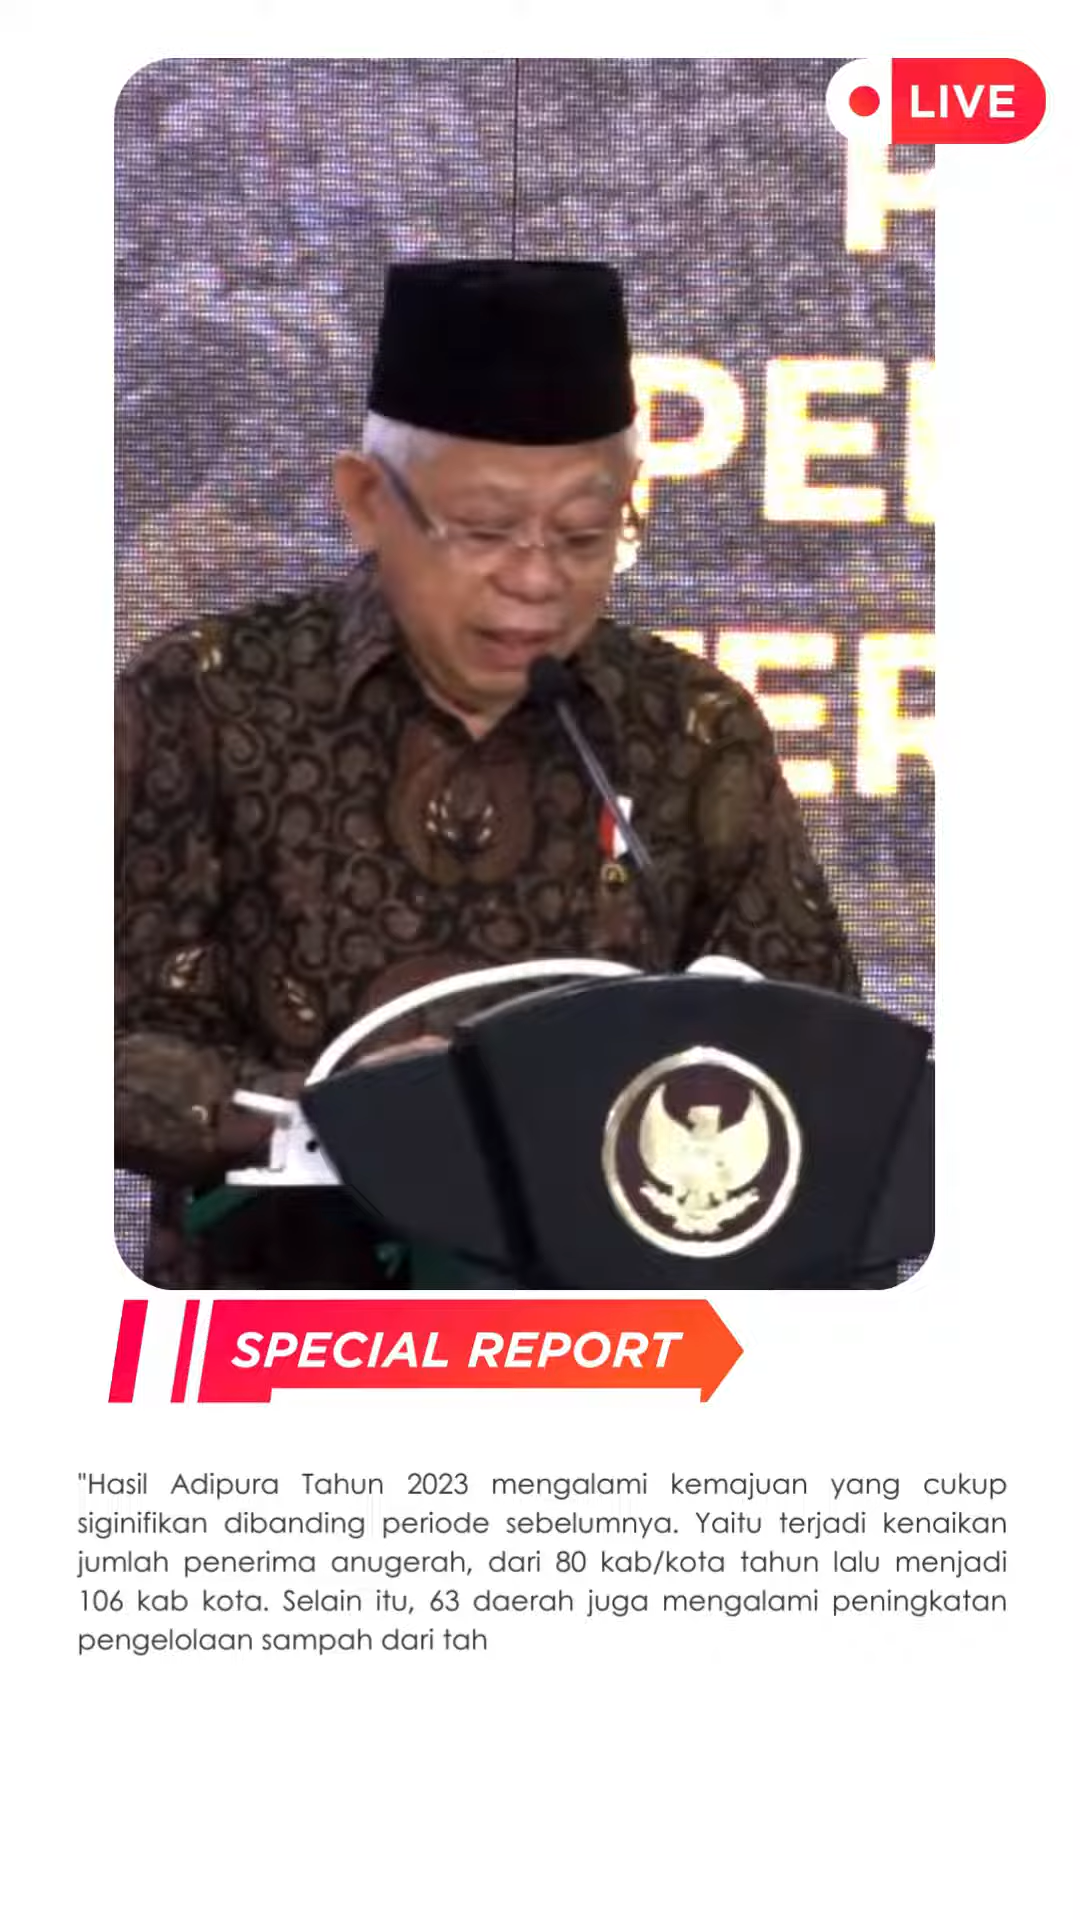 LIVE
PE
ER
SPECIAL REPORT
"Hasil Adipura Tahun 2023 mengalami kemajuan yang cukup
siginifikan dibanding periode sebelumnya. Yaitu terjadi kenaikan
jumlah penerima anugerah, dari 80 kab/kota tahun lalu menjadi
106 kab kota. Selain itu, 63 daerah juga mengalami peningkatan
pengelolaan sampah dari tah